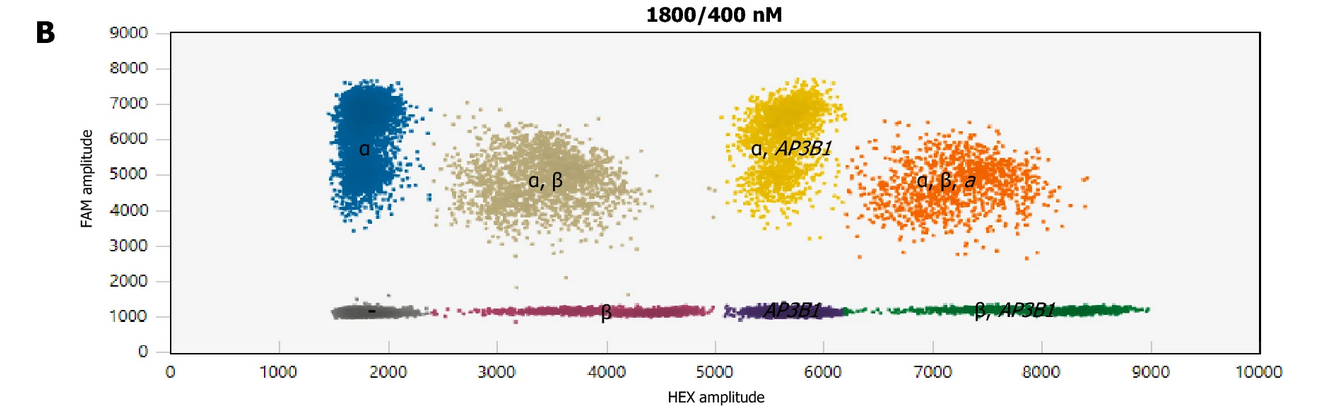 B
1800/400 nM
9000
8000
7000
6000
5000
4000
3000
2000
1000
0
FAM amplitude
α
α, β
α, AP3B1
α, β, a
-
β
AP3B1
β, AP3B1
0 1000 2000 3000 4000 5000 6000 7000 8000 9000 10000
HEX amplitude